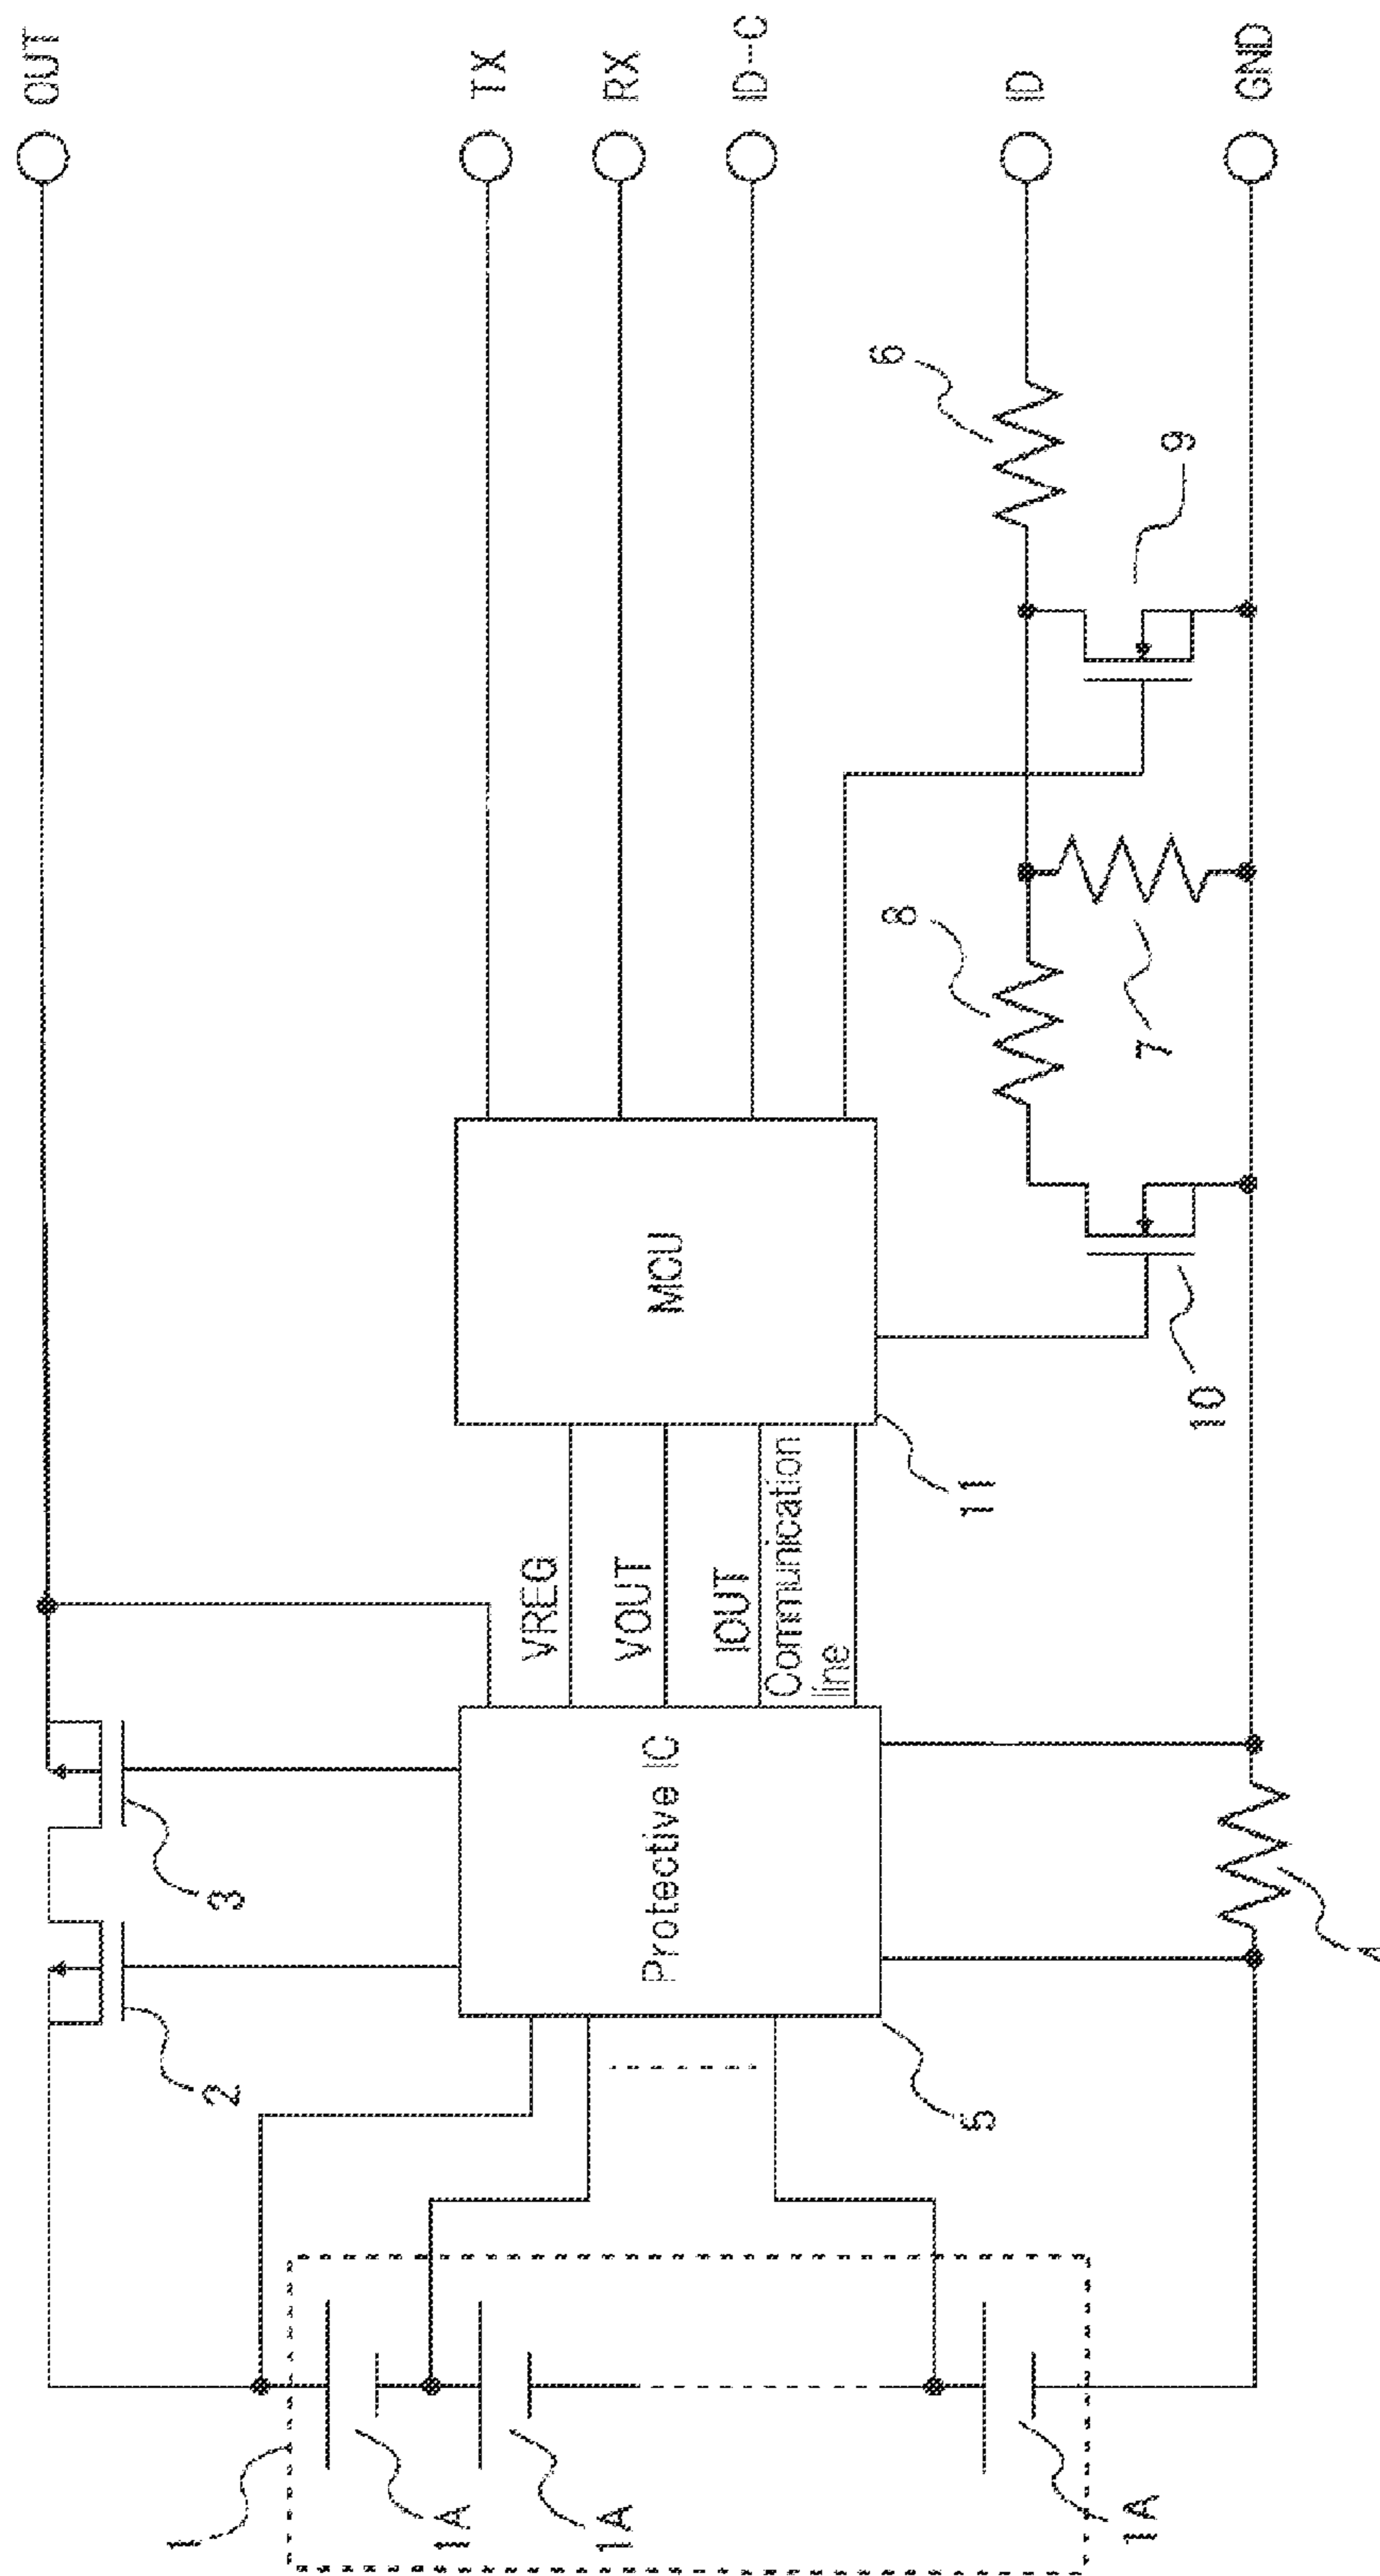 OUT
TX
RX
ID-C
ID
GND
6
9
8
7
MCU
10
11
VREG
VOUT
IOUT
Communication
line
3
2
Protective IC
5
1
1A
1A
1A